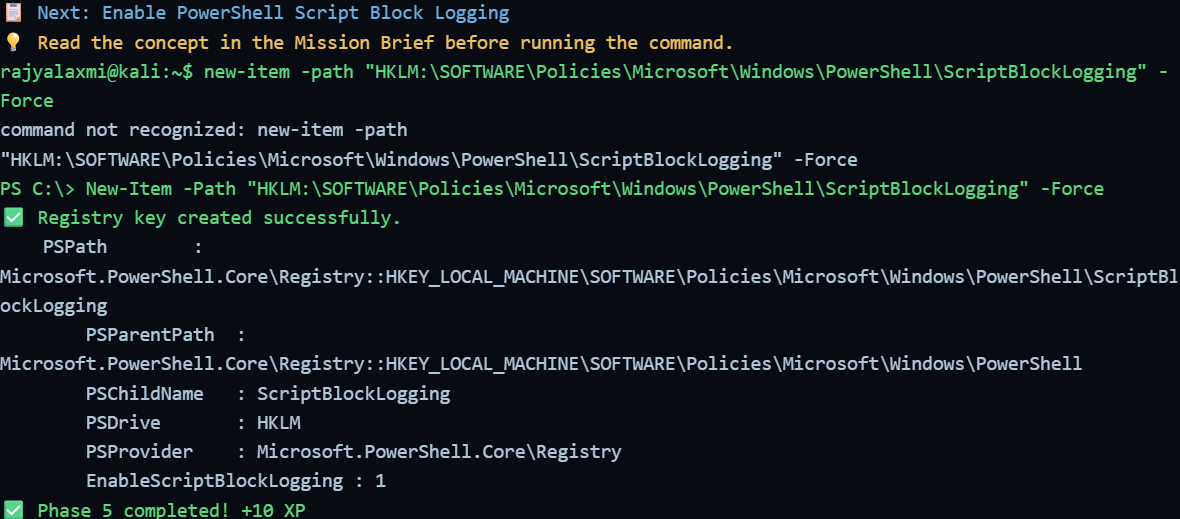 📋 Next: Enable PowerShell Script Block Logging
💡 Read the concept in the Mission Brief before running the command.
rajyalaxmi@kali:~$ new-item -path "HKLM:\SOFTWARE\Policies\Microsoft\Windows\PowerShell\ScriptBlockLogging" -
Force
command not recognized: new-item -path
"HKLM:\SOFTWARE\Policies\Microsoft\Windows\PowerShell\ScriptBlockLogging" -Force
PS C:\> New-Item -Path "HKLM:\SOFTWARE\Policies\Microsoft\Windows\PowerShell\ScriptBlockLogging" -Force
✅ Registry key created successfully.
PSPath :
Microsoft.PowerShell.Core\Registry::HKEY_LOCAL_MACHINE\SOFTWARE\Policies\Microsoft\Windows\PowerShell\ScriptBl
ockLogging
PSParentPath :
Microsoft.PowerShell.Core\Registry::HKEY_LOCAL_MACHINE\SOFTWARE\Policies\Microsoft\Windows\PowerShell
PSChildName : ScriptBlockLogging
PSDrive : HKLM
PSProvider : Microsoft.PowerShell.Core\Registry
EnableScriptBlockLogging : 1
✅ Phase 5 completed! +10 XP